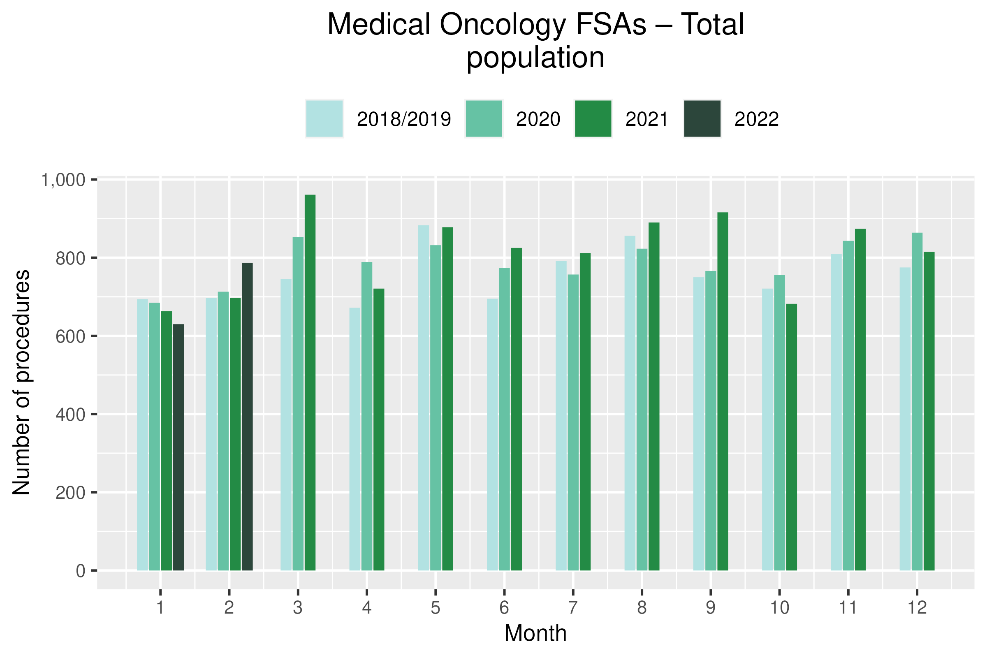 Medical Oncology FSAs – Total
population
2018/2019 2020 2021 2022
1,000
800
600
400
200
0
Number of procedures
1 2 3 4 5 6 7 8 9 10 11 12
Month